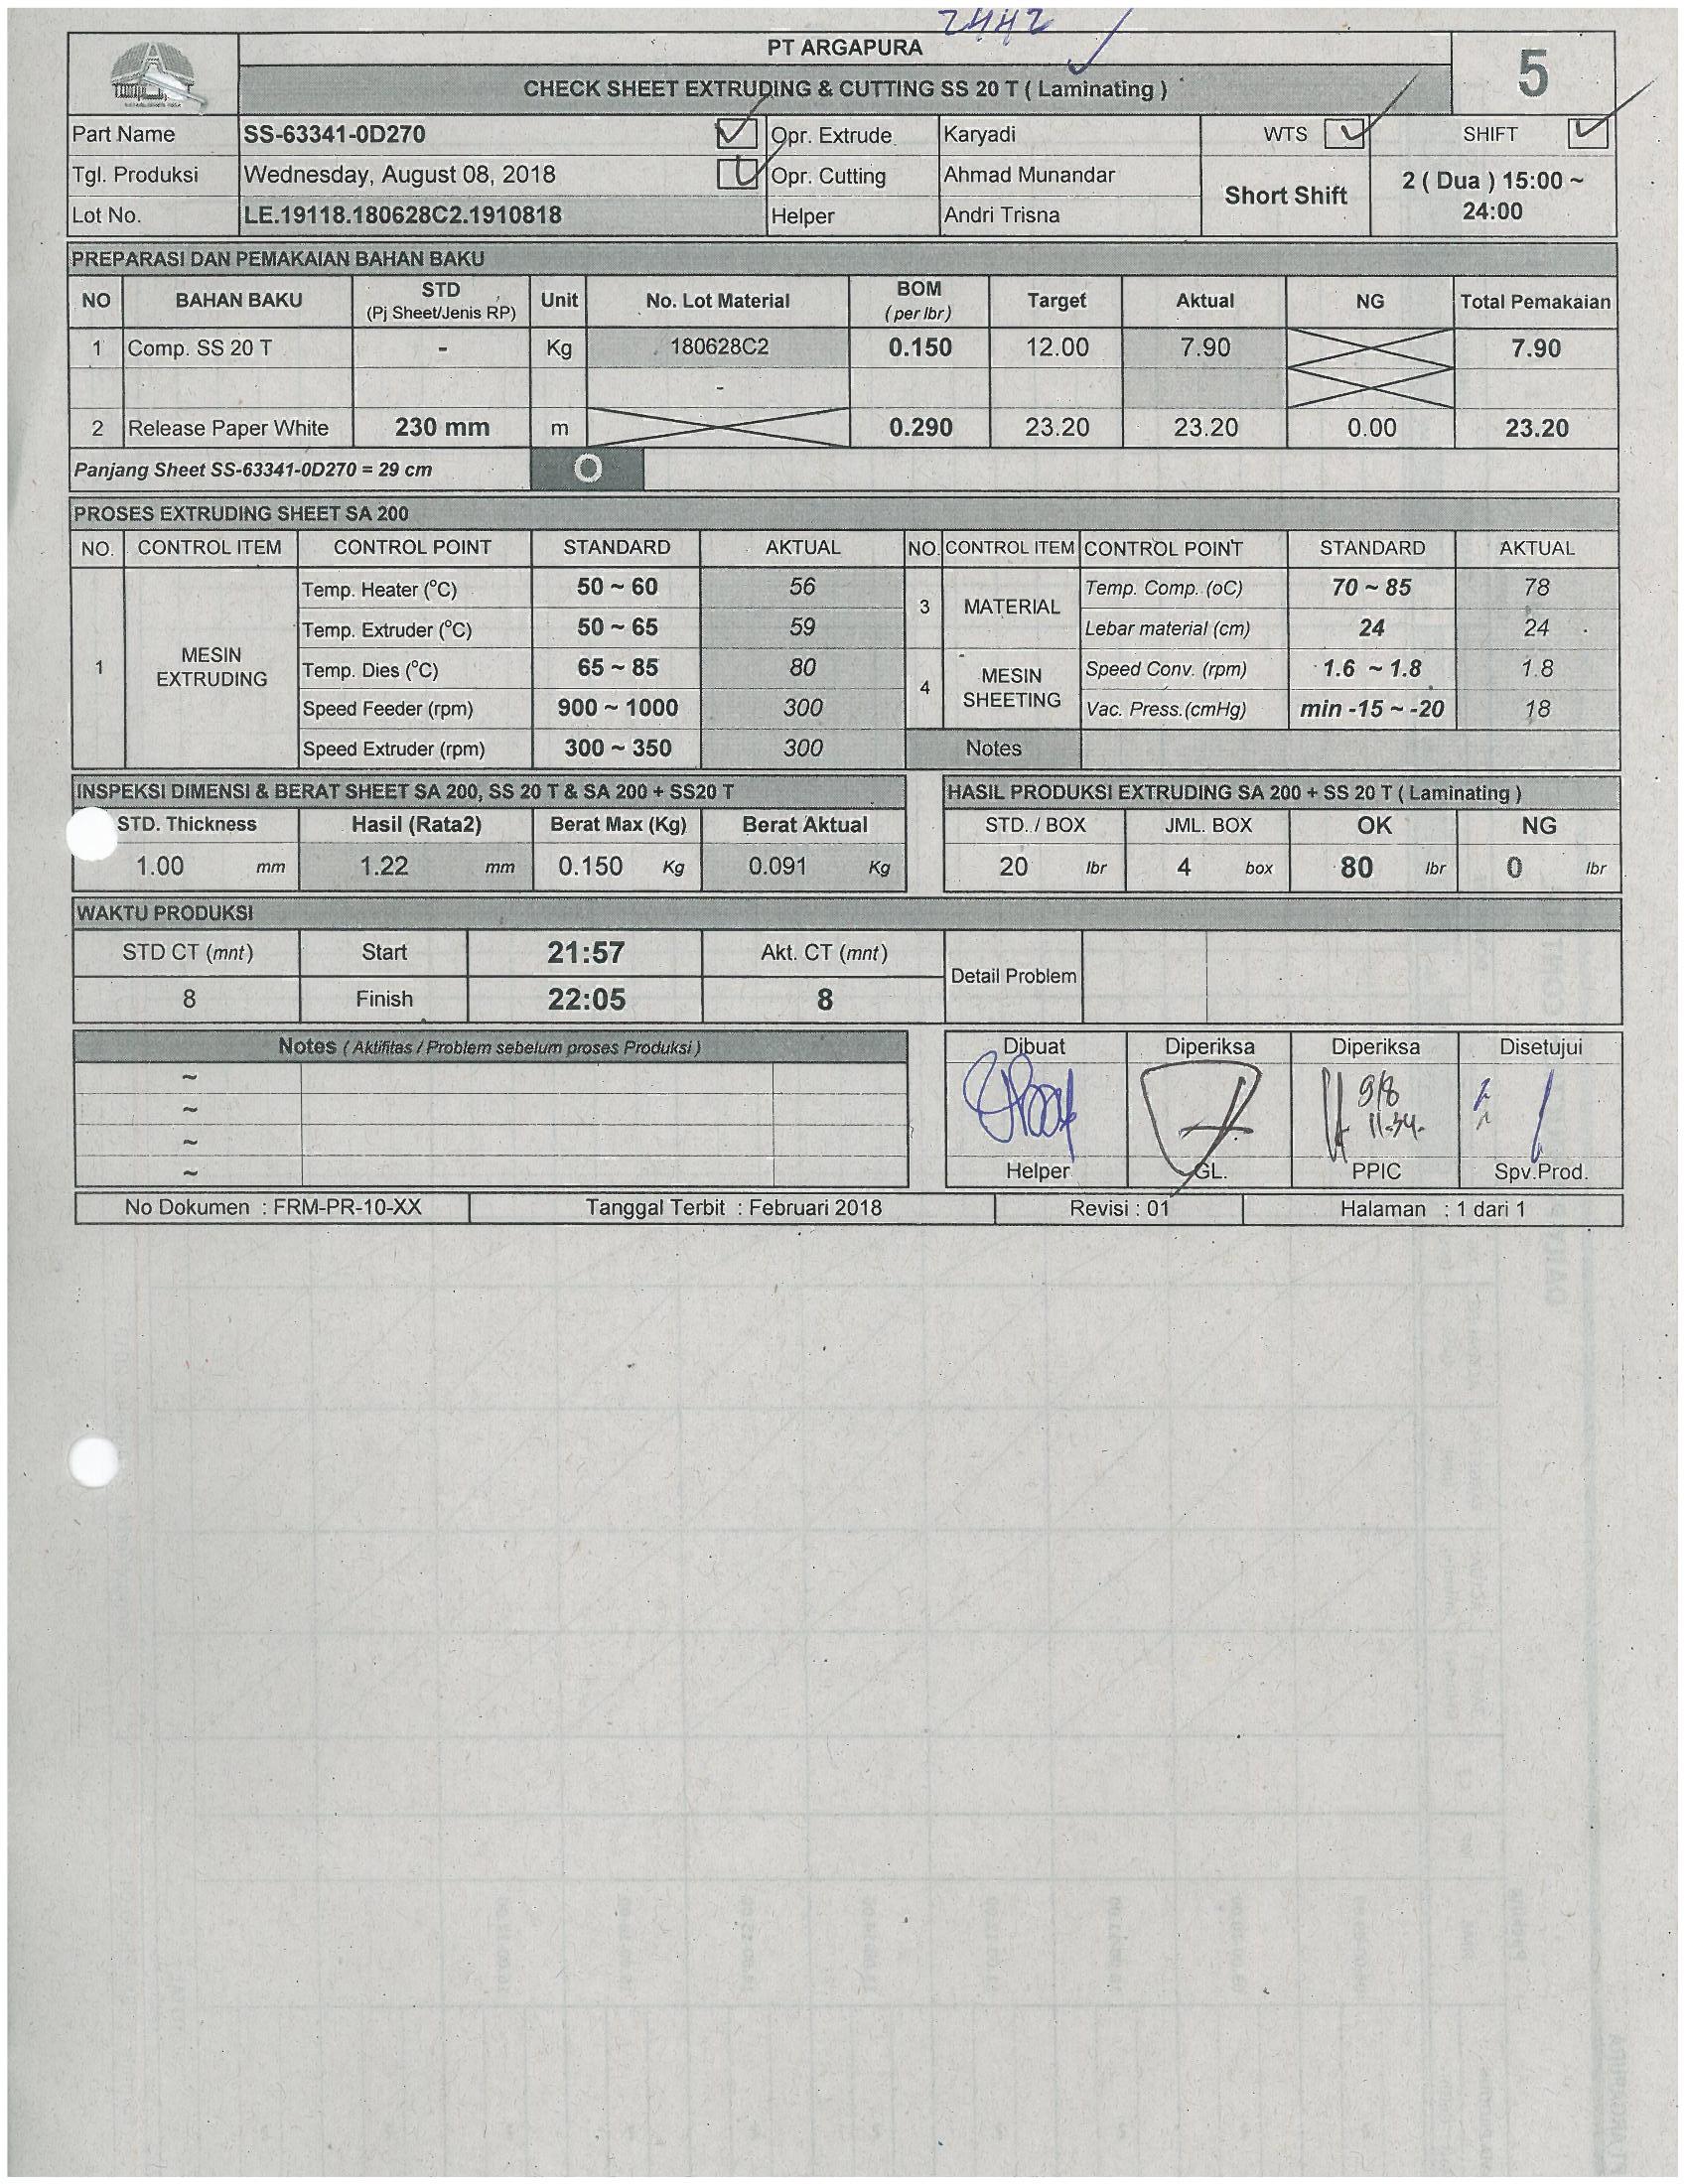 2442
PT ARGAPURA
CHECK SHEET EXTRUDING & CUTTING SS 20 T ( Laminating )
5
Part Name SS-63341-0D270 Opr. Extrude Karyadi WTS SHIFT
Tgl. Produksi Wednesday, August 08, 2018 Opr. Cutting Ahmad Munandar Short Shift 2 ( Dua ) 15:00 ~ 24:00
Lot No. LE.19118.180628C2.1910818 Helper Andri Trisna
PREPARASI DAN PEMAKAIAN BAHAN BAKU
NO BAHAN BAKU STD (Pj Sheet/Jenis RP) Unit No. Lot Material BOM (per lbr) Target Aktual NG Total Pemakaian
1 Comp. SS 20 T - Kg 180628C2 0.150 12.00 7.90 7.90
-
2 Release Paper White 230 mm m 0.290 23.20 23.20 0.00 23.20
Panjang Sheet SS-63341-0D270 = 29 cm O
PROSES EXTRUDING SHEET SA 200
NO. CONTROL ITEM CONTROL POINT STANDARD AKTUAL NO. CONTROL ITEM CONTROL POINT STANDARD AKTUAL
1 MESIN EXTRUDING Temp. Heater (°C) 50 ~ 60 56 3 MATERIAL Temp. Comp. (oC) 70 ~ 85 78
Temp. Extruder (°C) 50 ~ 65 59 Lebar material (cm) 24 24
Temp. Dies (°C) 65 ~ 85 80 4 MESIN SHEETING Speed Conv. (rpm) 1.6 ~ 1.8 1.8
Speed Feeder (rpm) 900 ~ 1000 300 Vac. Press.(cmHg) min -15 ~ -20 18
Speed Extruder (rpm) 300 ~ 350 300 Notes
INSPEKSI DIMENSI & BERAT SHEET SA 200, SS 20 T & SA 200 + SS20 T HASIL PRODUKSI EXTRUDING SA 200 + SS 20 T ( Laminating )
STD. Thickness Hasil (Rata2) Berat Max (Kg) Berat Aktual STD. / BOX JML. BOX OK NG
1.00 mm 1.22 mm 0.150 Kg 0.091 Kg 20 lbr 4 box 80 lbr 0 lbr
WAKTU PRODUKSI
STD CT (mnt) Start 21:57 Akt. CT (mnt) Detail Problem
8 Finish 22:05 8
Notes ( Aktifitas / Problem sebelum proses Produksi ) Dibuat Diperiksa Diperiksa Disetujui
~
~
~
~
9/8
11-34.
Helper GL. PPIC Spv.Prod.
No Dokumen : FRM-PR-10-XX Tanggal Terbit : Februari 2018 Revisi : 01 Halaman : 1 dari 1